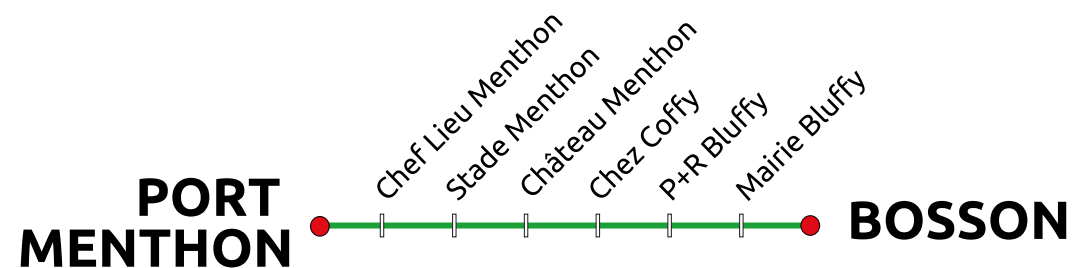 PORT
MENTHON
Chef Lieu Menthon
Stade Menthon
Château Menthon
Chez Coffy
P+R Bluffy
Mairie Bluffy
BOSSON